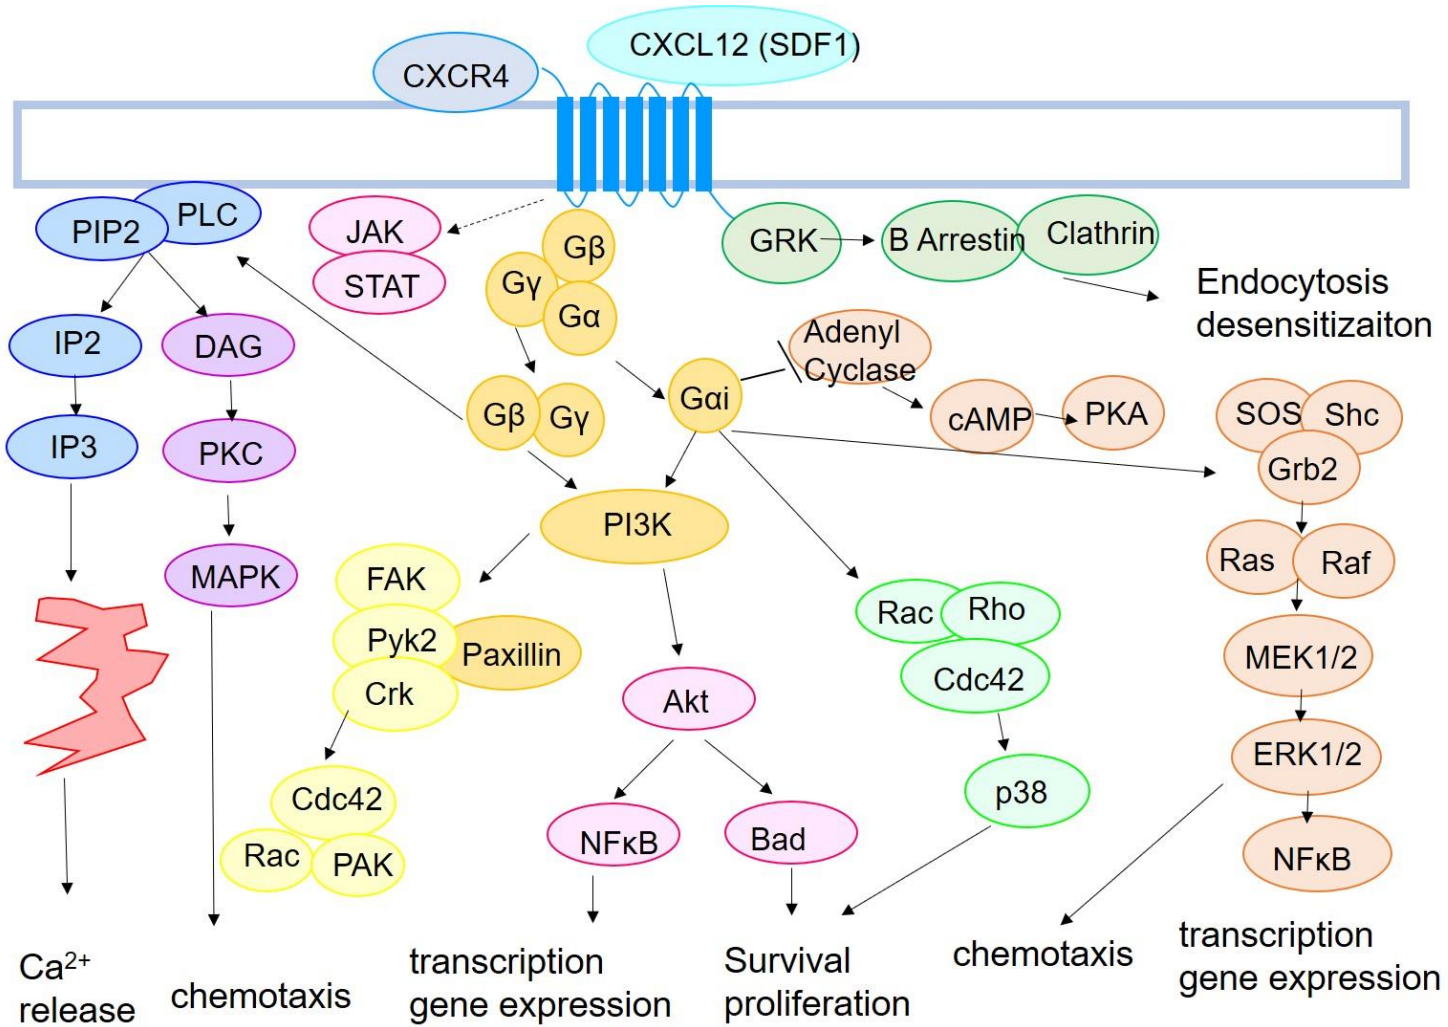 CXCL12 (SDF1)
CXCR4
PIP2
PLC
JAK
STAT
Gβ
Gγ
Gα
GRK
B Arrestin
Clathrin
Endocytosis
desensitizaiton
IP2
DAG
Adenyl
Cyclase
Gβ
Gγ
Gαi
cAMP
PKA
SOS
Shc
Grb2
IP3
PKC
PI3K
MAPK
FAK
Pyk2
Crk
Paxillin
Rac
Rho
Cdc42
Ras
Raf
MEK1/2
Akt
ERK1/2
Cdc42
Rac
PAK
NFκB
Bad
p38
NFκB
Ca2+
release
chemotaxis
transcription
gene expression
Survival
proliferation
chemotaxis
transcription
gene expression